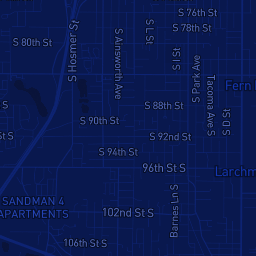 S 76th St
S 78th St
S 80th St
S Hosmer St
S Ainsworth Ave
S L St
S I St
S Park Ave
Tacoma Ave S
S D St
Fern
S 88th St
S 90th St
S 92nd St
S 94th St
96th St S
Larchm
SANDMAN 4
APARTMENTS
102nd St S
Barnes Ln S
106th St S